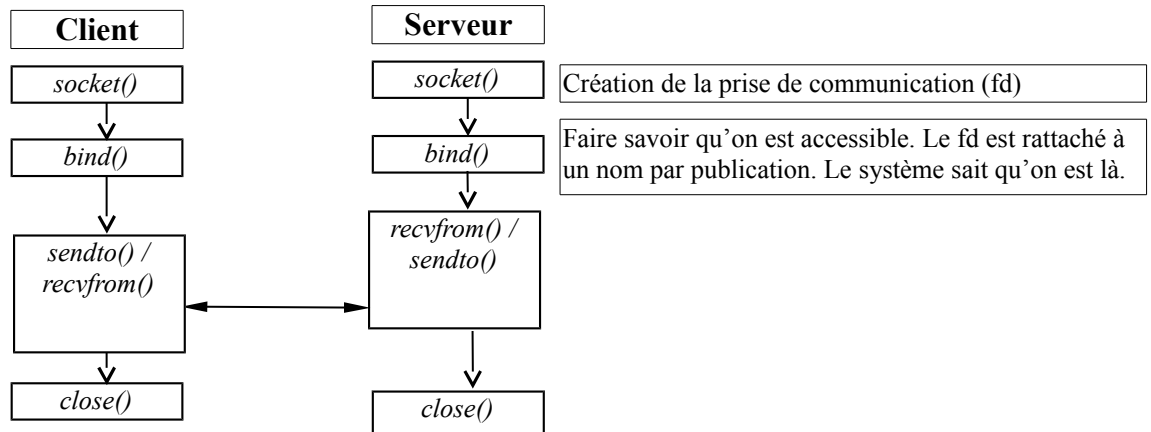 Client
Serveur
socket()
socket()
Création de la prise de communication (fd)
bind()
bind()
Faire savoir qu’on est accessible. Le fd est rattaché à
un nom par publication. Le système sait qu’on est là.
sendto() /
recvfrom()
recvfrom() /
sendto()
close()
close()